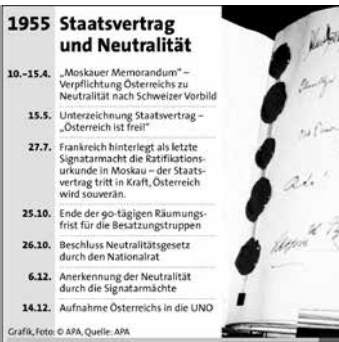 1955 Staatsvertrag
und Neutralität
10.–15.4. „Moskauer Memorandum“ –
Verpflichtung Österreichs zu
Neutralität nach Schweizer Vorbild
15.5. Unterzeichnung Staatsvertrag –
„Österreich ist frei!“
27.7. Frankreich hinterlegt als letzte
Signatarmacht die Ratifikations-
urkunde in Moskau – der Staats-
vertrag tritt in Kraft, Österreich
wird souverän.
25.10. Ende der 90-tägigen Räumungs-
frist für die Besatzungstruppen
26.10. Beschluss Neutralitätsgesetz
durch den Nationalrat
6.12. Anerkennung der Neutralität
durch die Signatarmächte
14.12. Aufnahme Österreichs in die UNO
Grafik, Foto: © APA, Quelle: APA